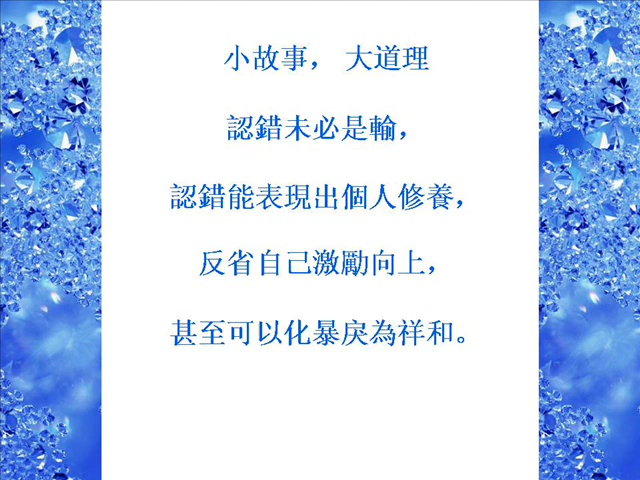 小故事， 大道理
認錯未必是輸，
認錯能表現出個人修養，
反省自己激勵向上，
甚至可以化暴戾為祥和。